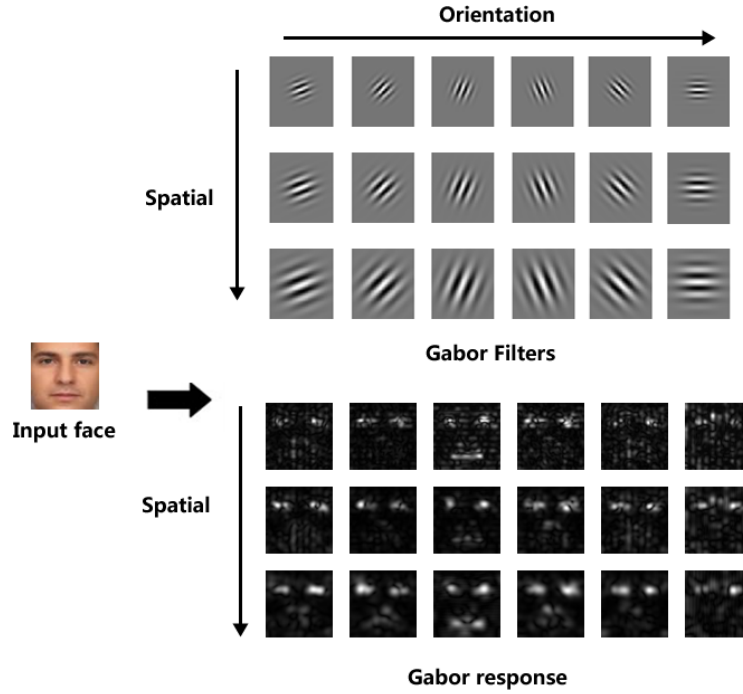 Orientation
Spatial
Gabor Filters
Input face
Spatial
Gabor response